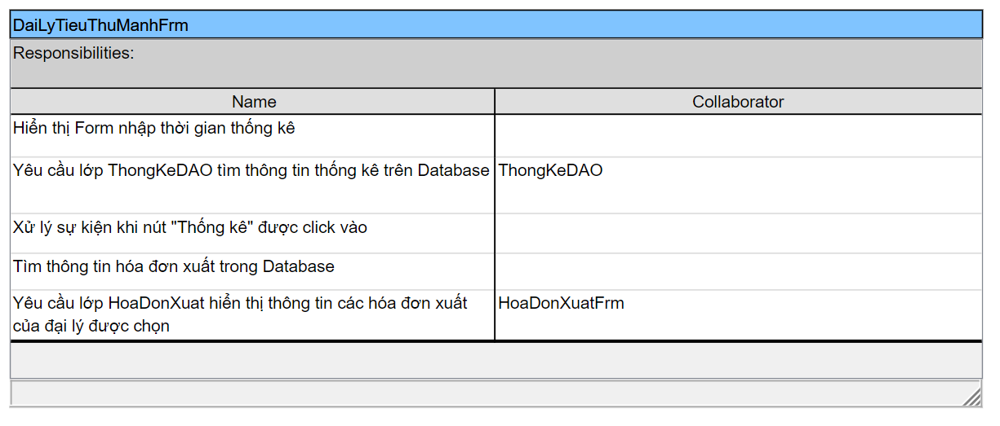 DaiLyTieuThuManhFrm
Responsibilities:
Name Collaborator
Hiển thị Form nhập thời gian thống kê
Yêu cầu lớp ThongKeDAO tìm thông tin thống kê trên Database ThongKeDAO
Xử lý sự kiện khi nút "Thống kê" được click vào
Tìm thông tin hóa đơn xuất trong Database
Yêu cầu lớp HoaDonXuat hiển thị thông tin các hóa đơn xuất HoaDonXuatFrm
của đại lý được chọn